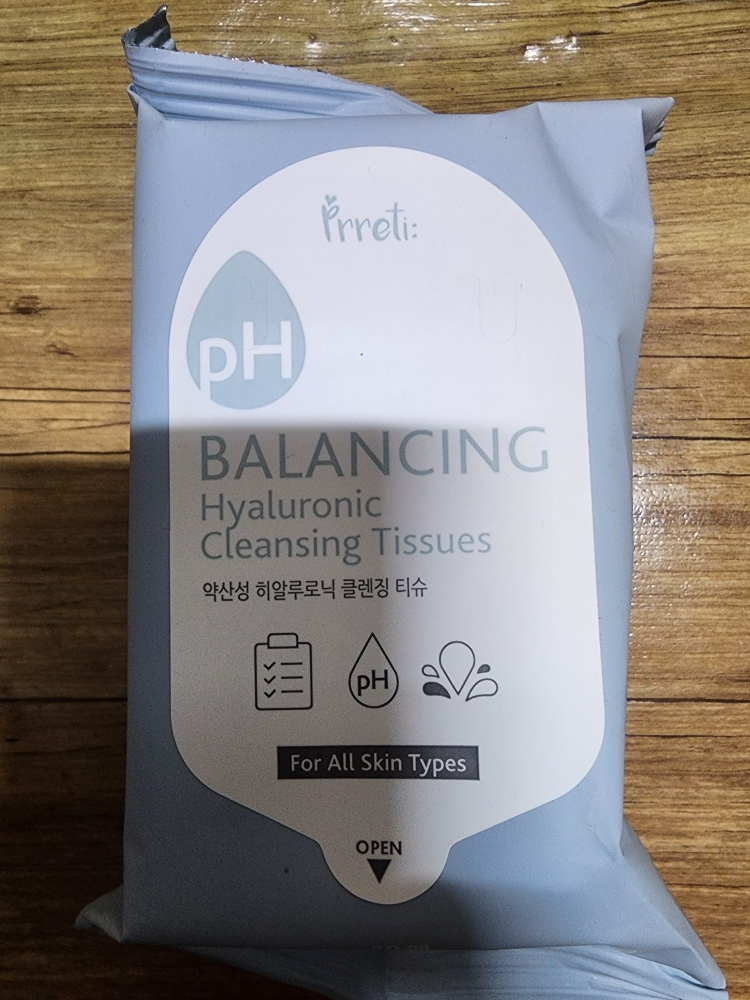 Prreti:
pH
BALANCING
Hyaluronic
Cleansing Tissues
약산성 히알루로닉 클렌징 티슈
pH
For All Skin Types
OPEN